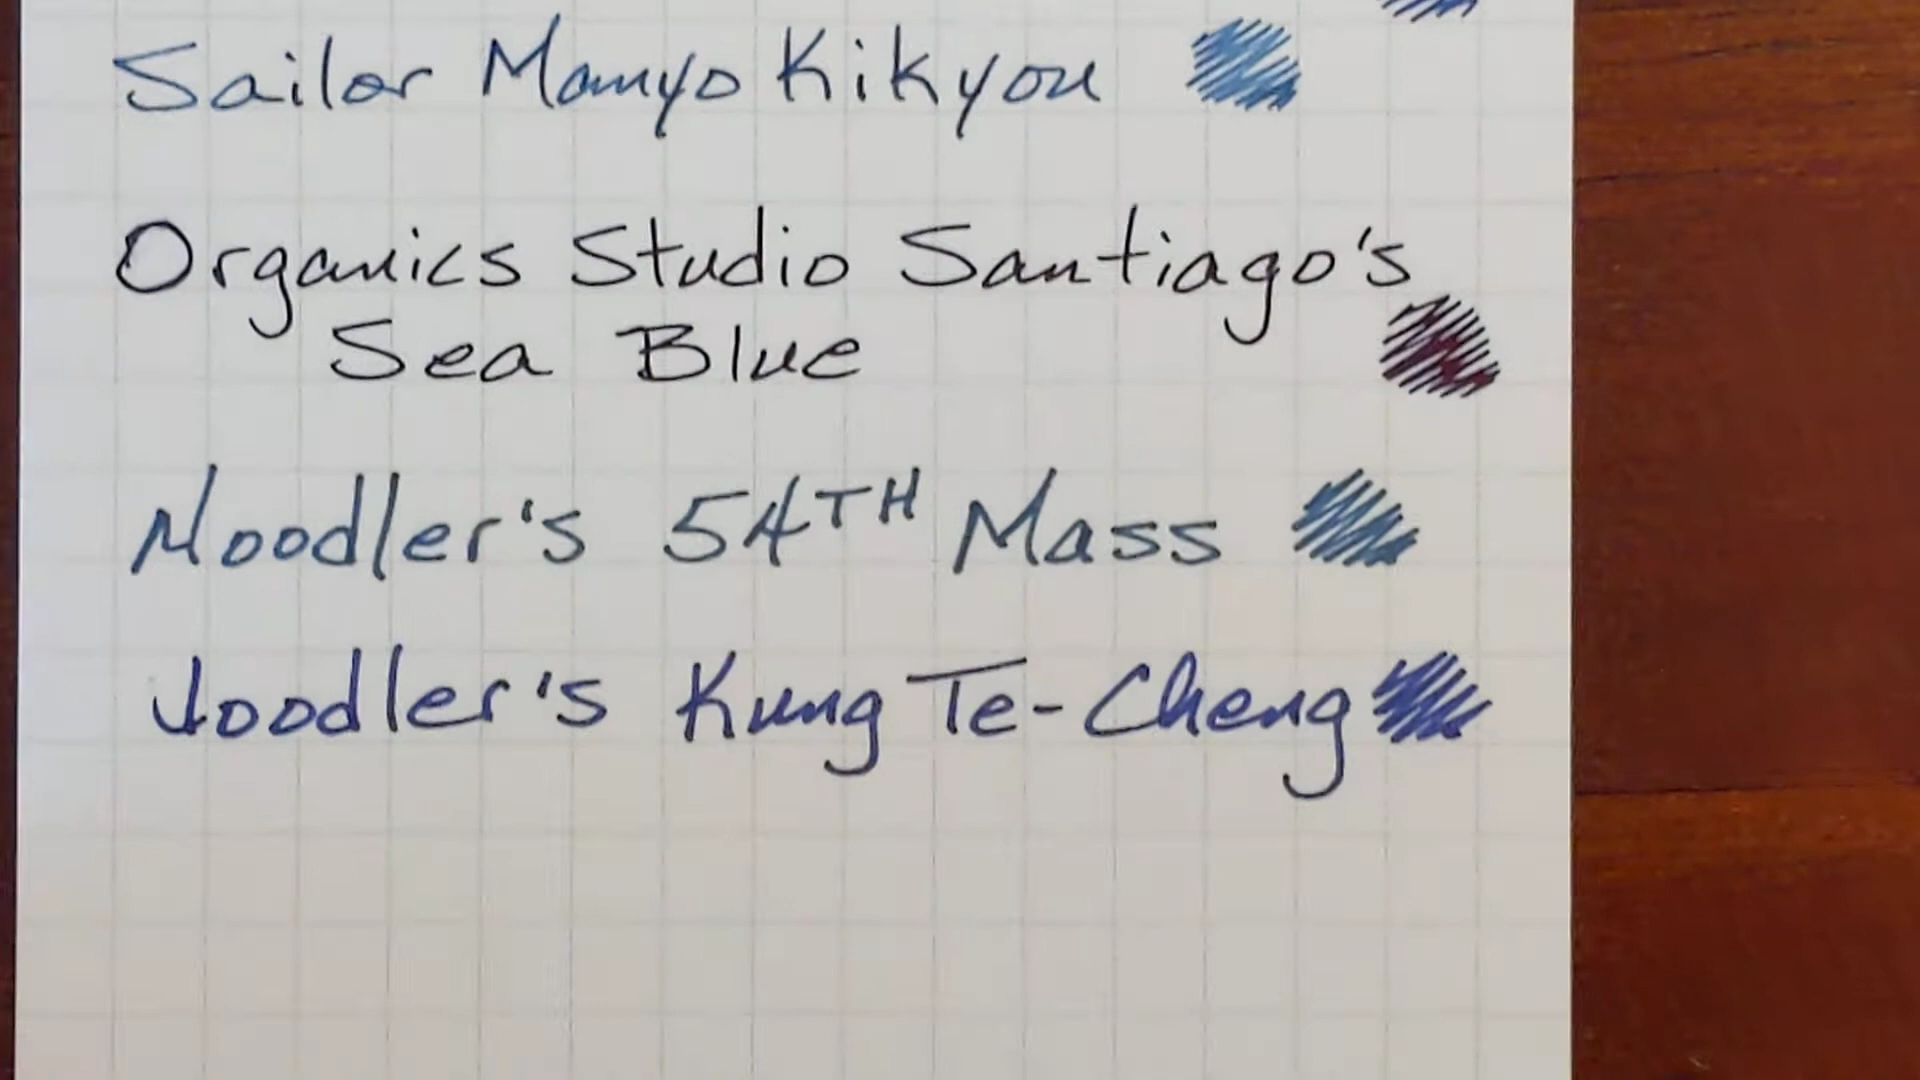 Sailor Manyo Kikyou
Organics Studio Santiago's
Sea Blue
Noodler's 54TH Mass
Noodler's Kung Te-Cheng